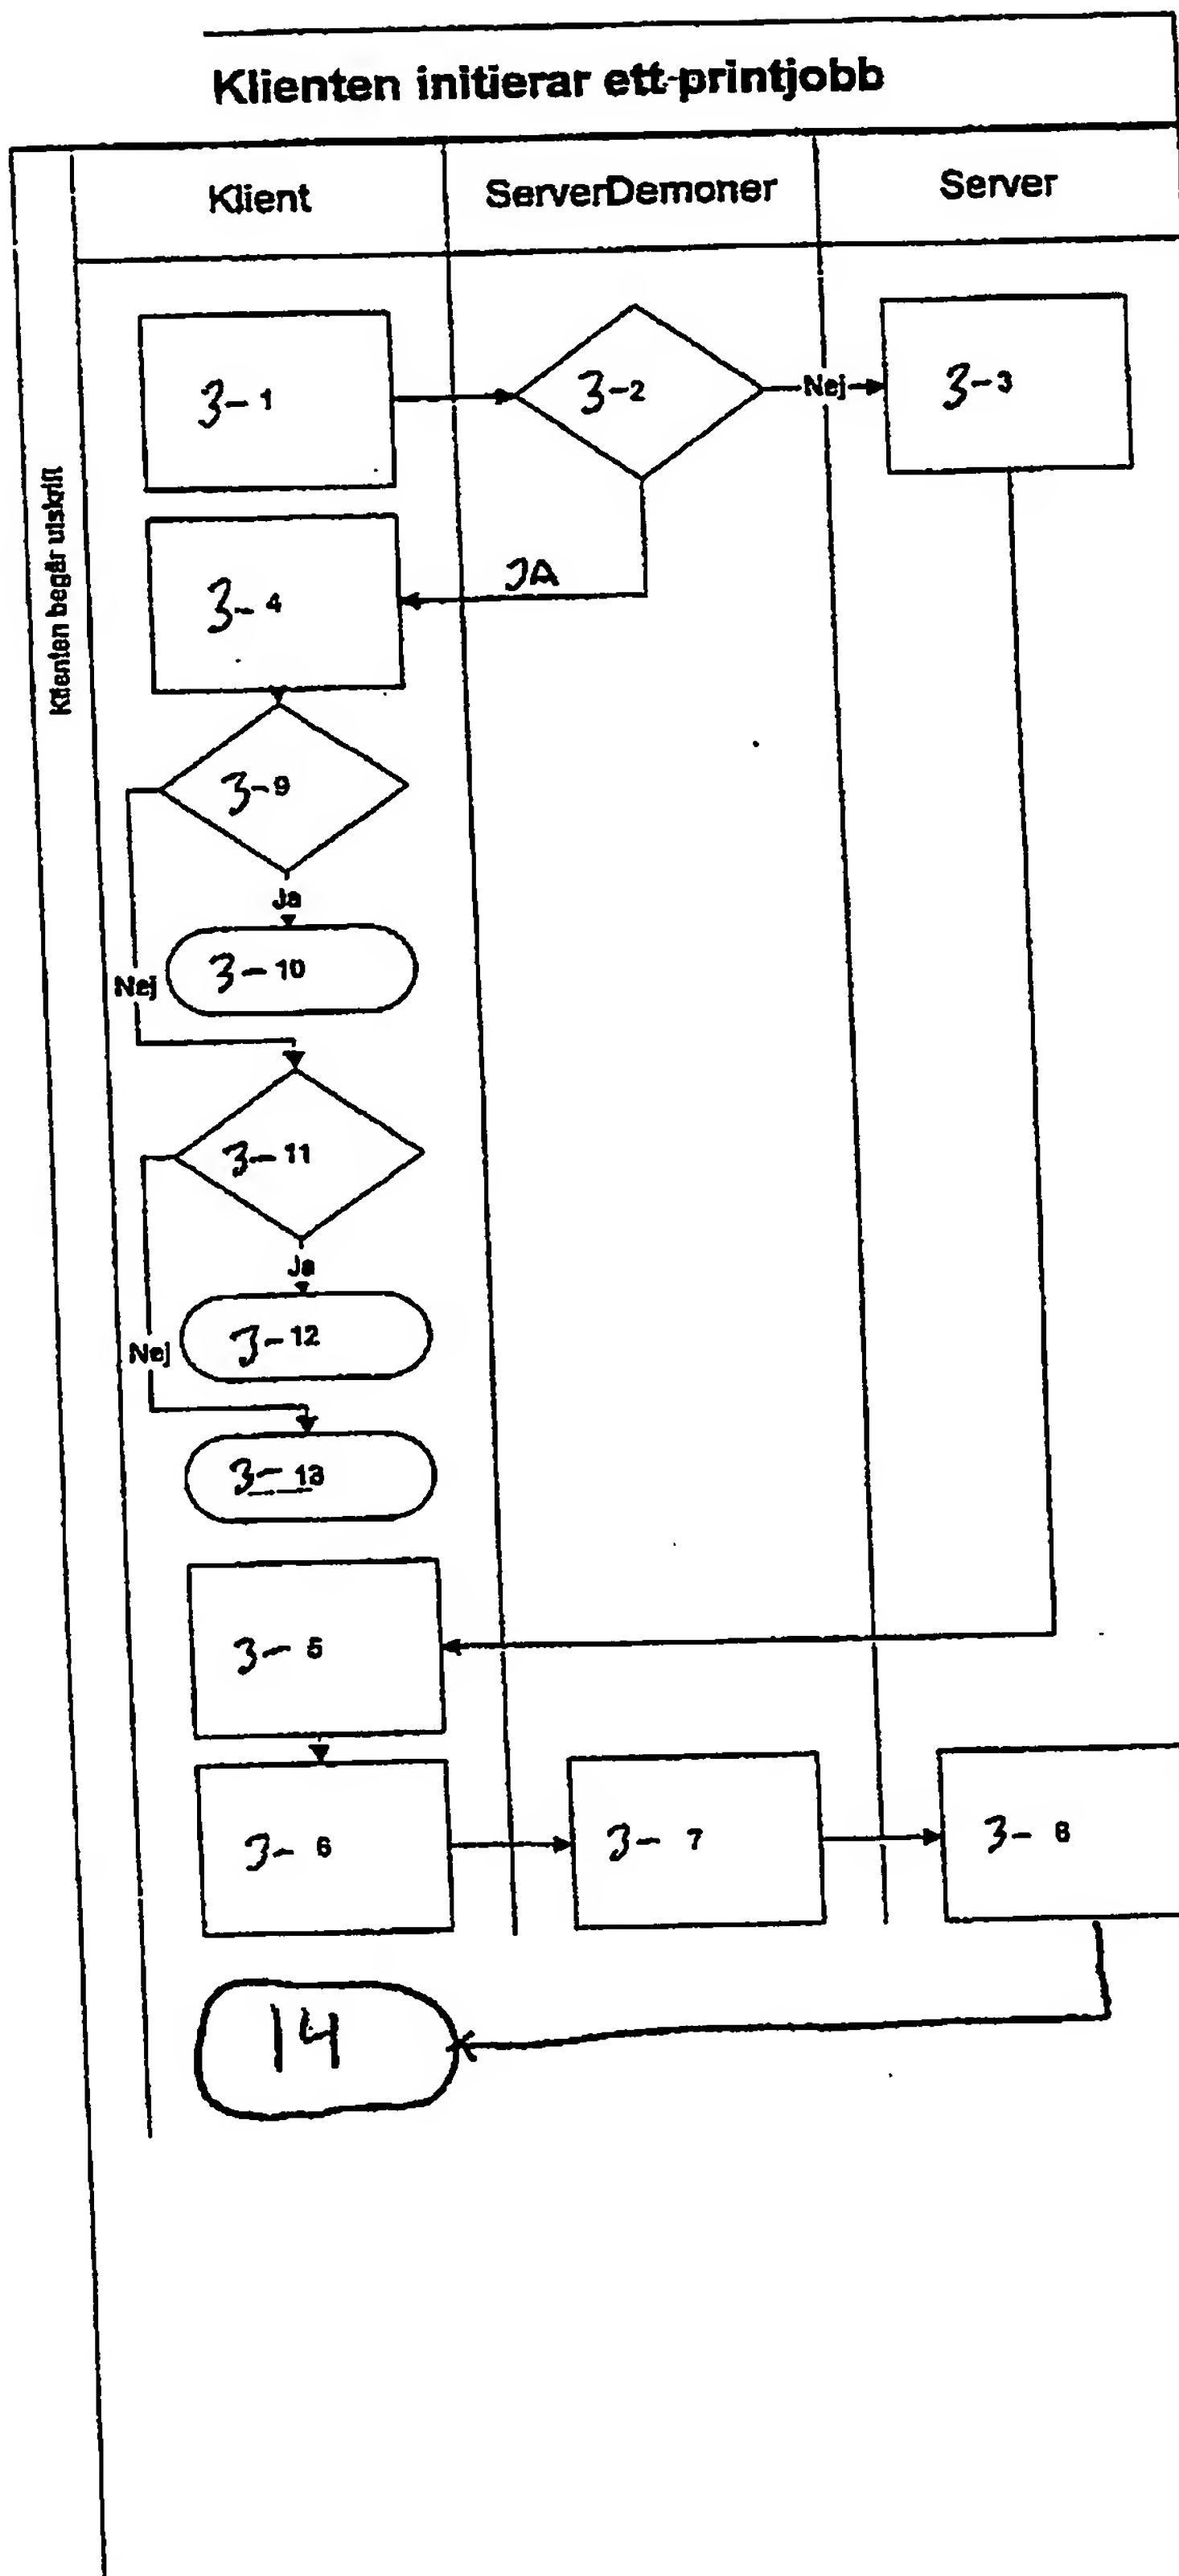 Klienten initierar ett printjobb
Klient
ServerDemoner
Server
Klienten begär utskrift
3-1
3-2
Nej
3-3
JA
3-4
3-9
Ja
3-10
Nej
3-11
Ja
3-12
Nej
3-13
3-5
3-6
3-7
3-8
14